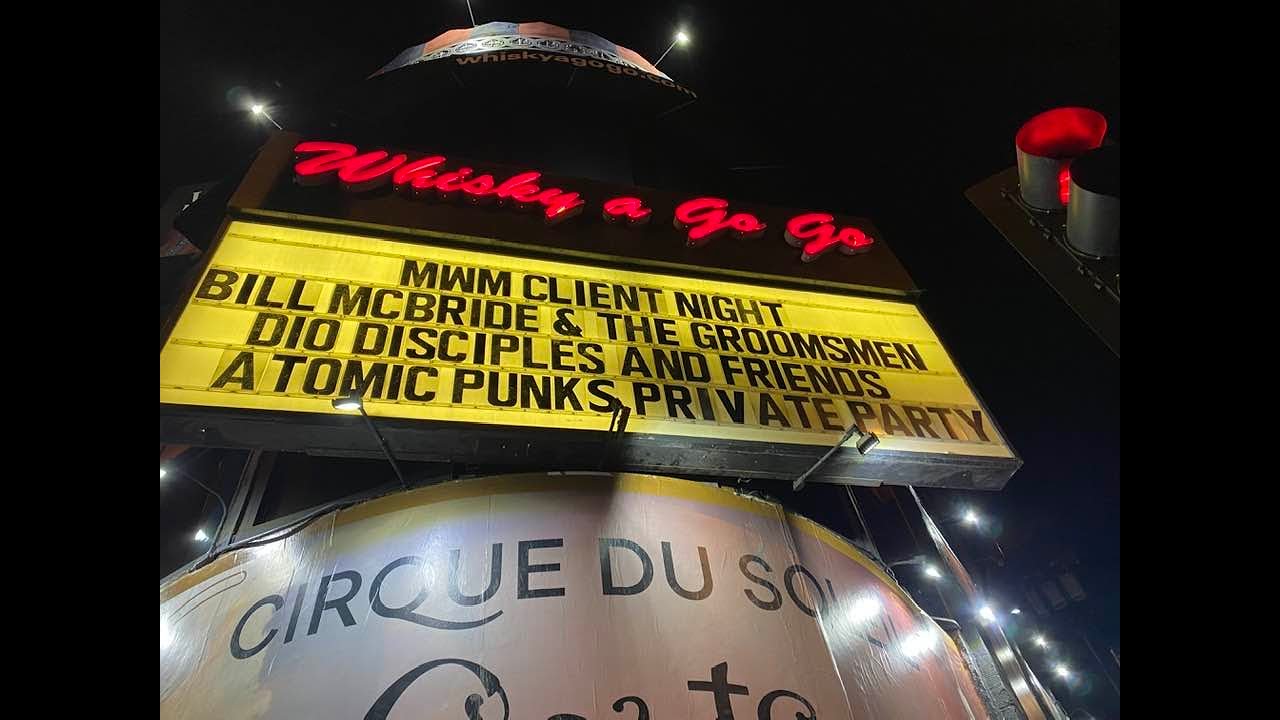 whiskyagogo.com
Whisky a Go Go
MWM CLIENT NIGHT
BILL MCBRIDE & THE GROOMSMEN
DIO DISCIPLES AND FRIENDS
ATOMIC PUNKS PRIVATE PARTY
CIRQUE DU SOLEIL